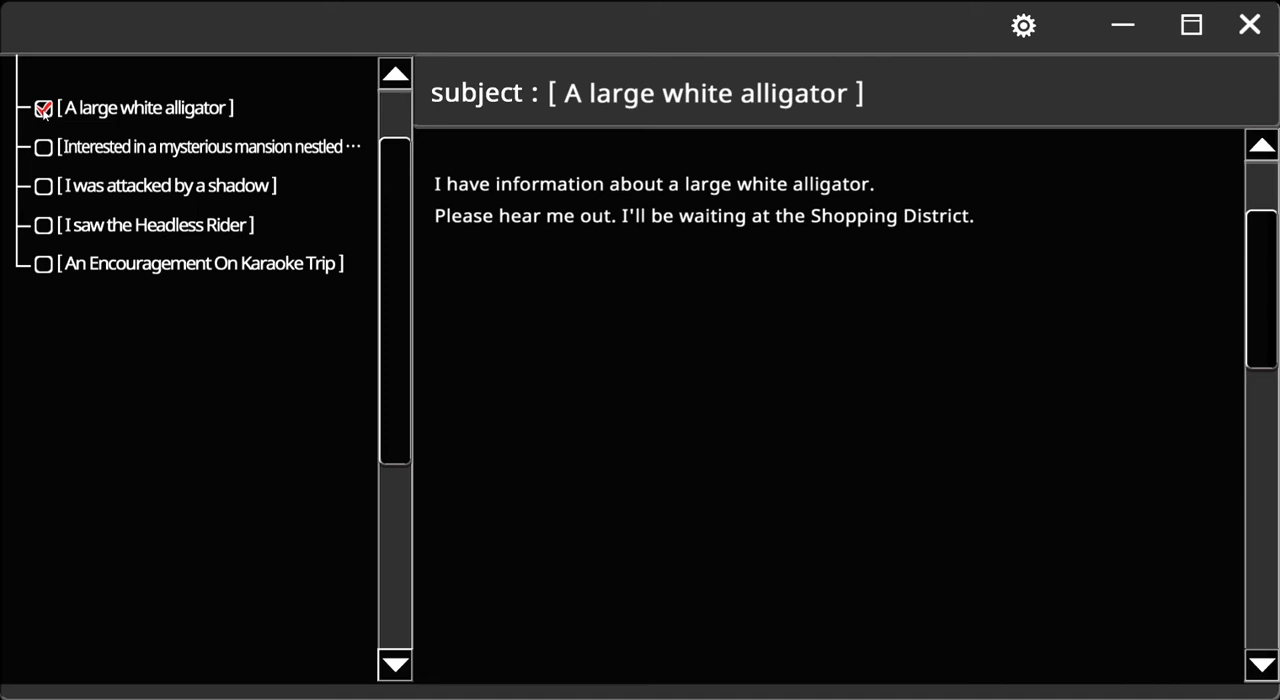 [ A large white alligator ]
[ Interested in a mysterious mansion nestled ···
[ I was attacked by a shadow ]
[ I saw the Headless Rider ]
[ An Encouragement On Karaoke Trip ]
subject : [ A large white alligator ]
I have information about a large white alligator.
Please hear me out. I'll be waiting at the Shopping District.